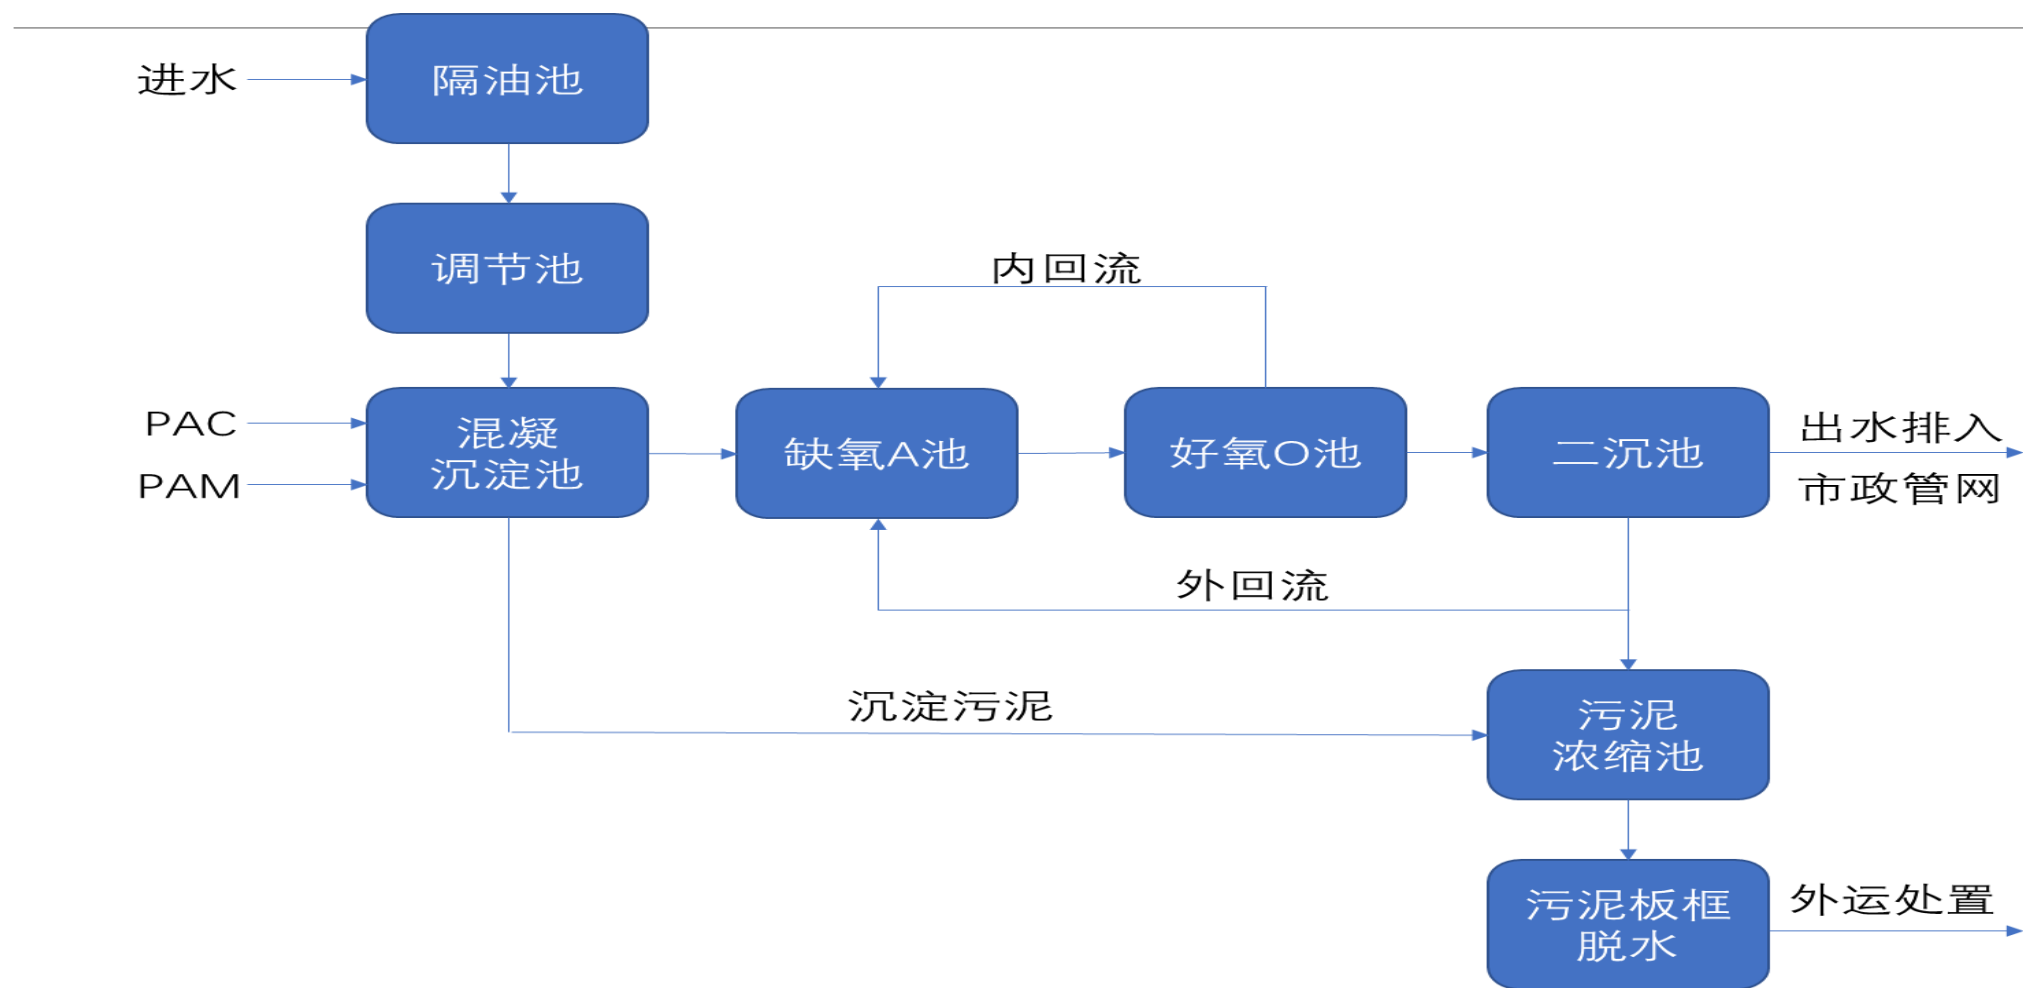 进水
隔油池
调节池
内回流
PAC
PAM
混凝
沉淀池
缺氧A池
好氧O池
二沉池
出水排入
市政管网
外回流
沉淀污泥
污泥
浓缩池
污泥板框
脱水
外运处置